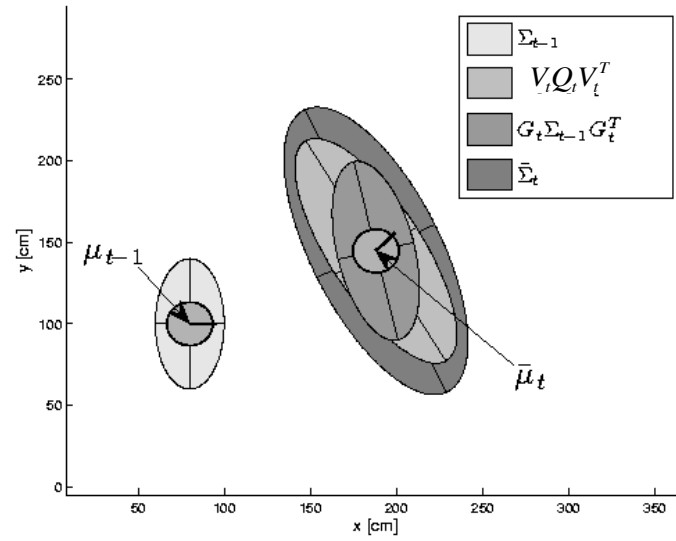 Σ_{t-1}
V_t Q_t V_t^T
G_t Σ_{t-1} G_t^T
Σ̄_t
250
200
150
100
50
0
y [cm]
μ_{t-1}
μ̄_t
50 100 150 200 250 300 350
x [cm]